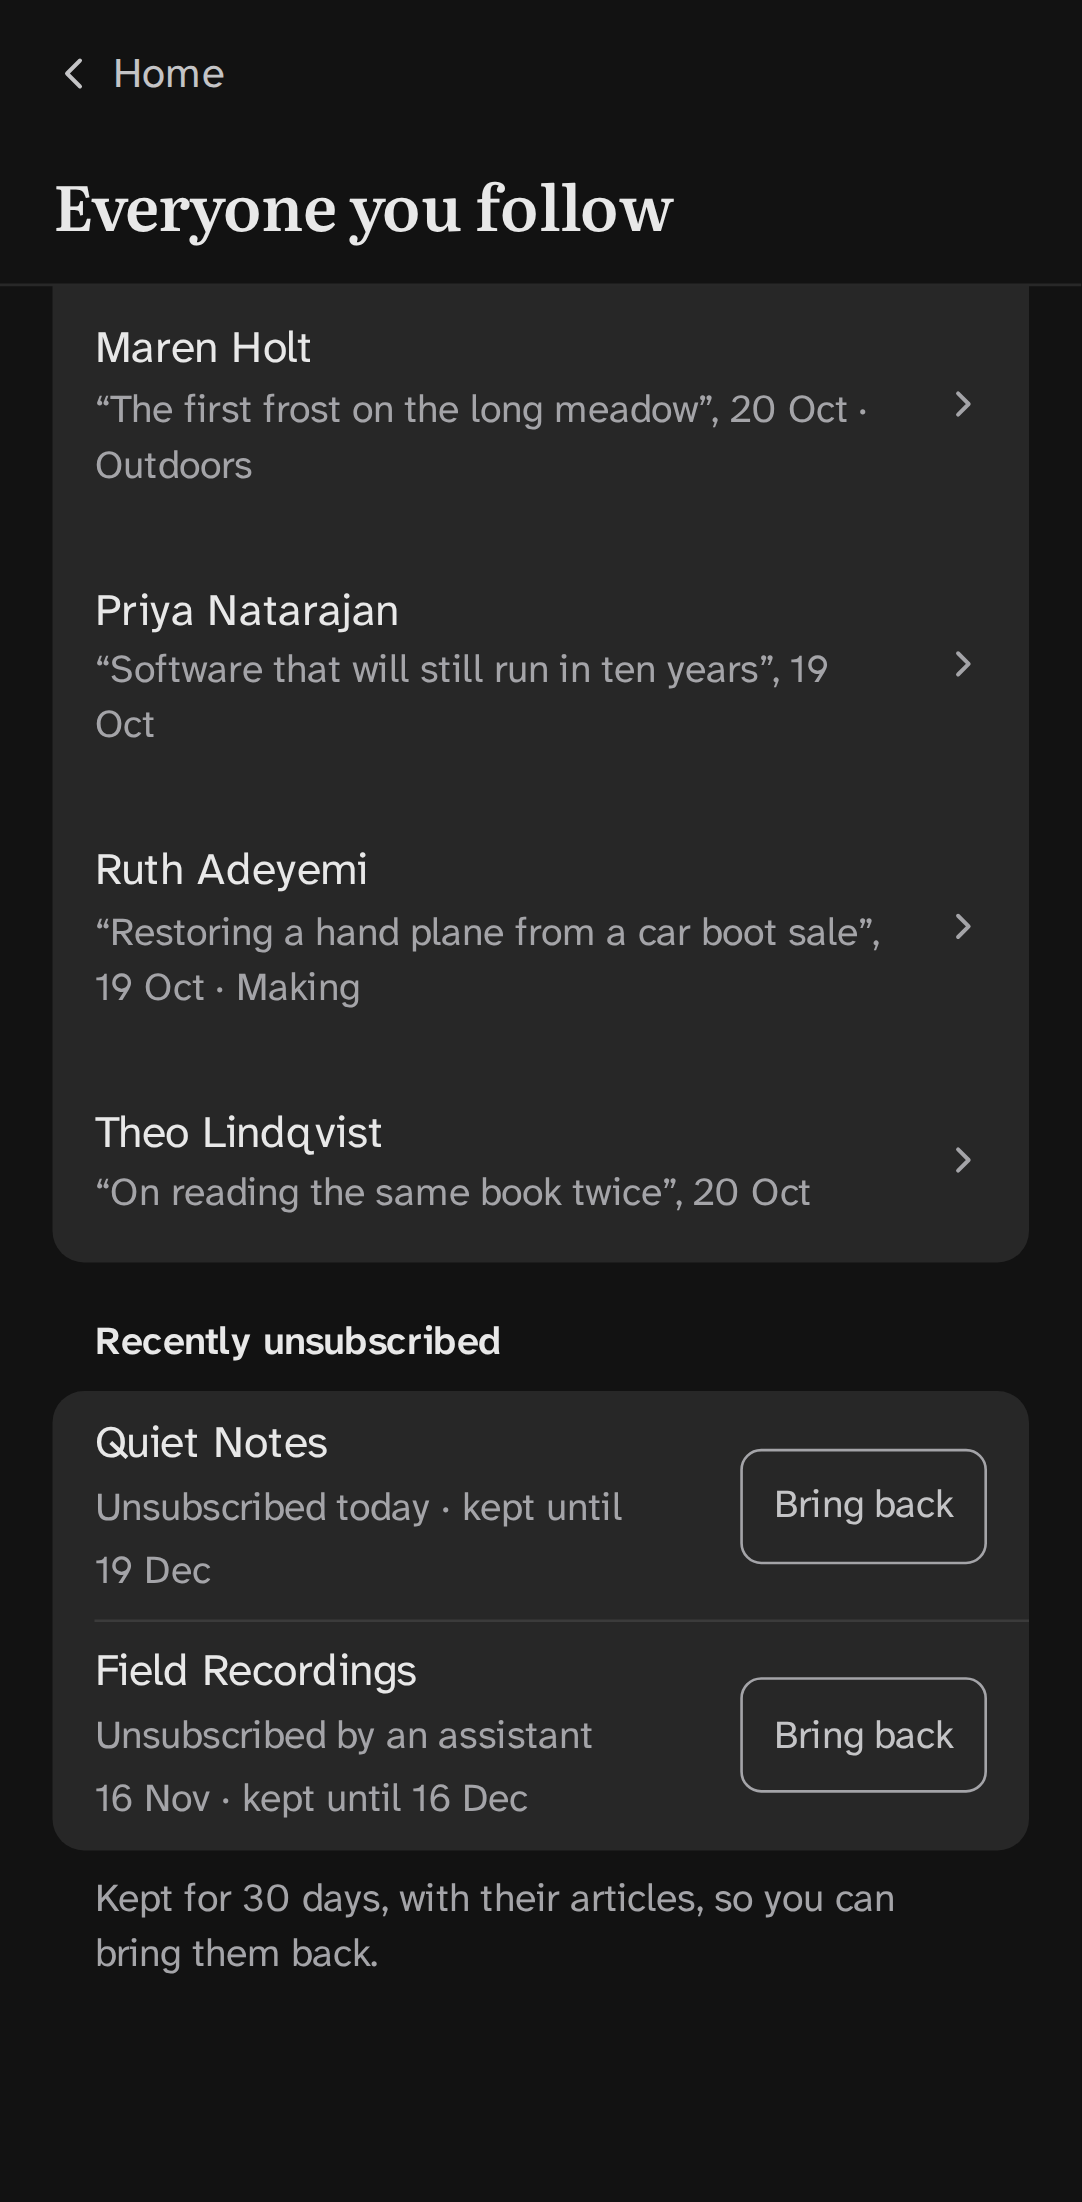 Home
Everyone you follow
Maren Holt
“The first frost on the long meadow”, 20 Oct ·
Outdoors
Priya Natarajan
“Software that will still run in ten years”, 19
Oct
Ruth Adeyemi
“Restoring a hand plane from a car boot sale”,
19 Oct · Making
Theo Lindqvist
“On reading the same book twice”, 20 Oct
Recently unsubscribed
Quiet Notes
Unsubscribed today · kept until
19 Dec
Bring back
Field Recordings
Unsubscribed by an assistant
16 Nov · kept until 16 Dec
Bring back
Kept for 30 days, with their articles, so you can
bring them back.